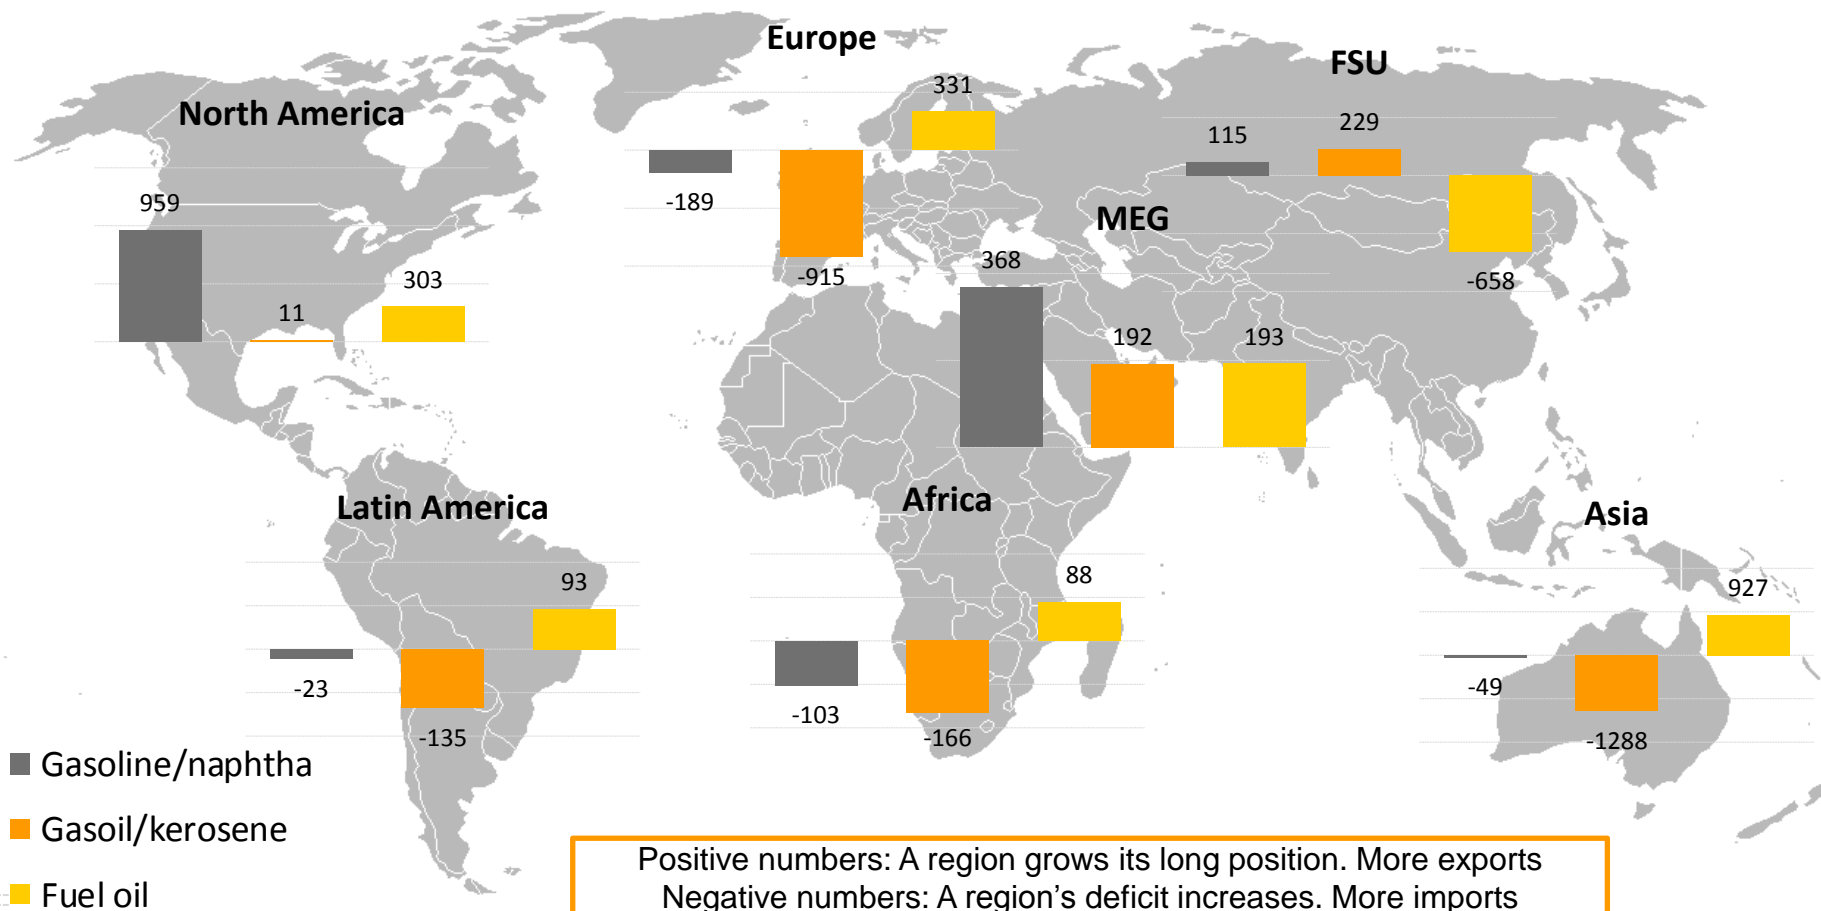 Europe
FSU
331
North America
115
229
959
-189
MEG
-915
368
303
-658
11
192
193
Latin America
Africa
Asia
93
88
927
-23
-103
-49
-135
-166
-1288
Gasoline/naphtha
Gasoil/kerosene
Fuel oil
Positive numbers: A region grows its long position. More exports
Negative numbers: A region's deficit increases. More imports